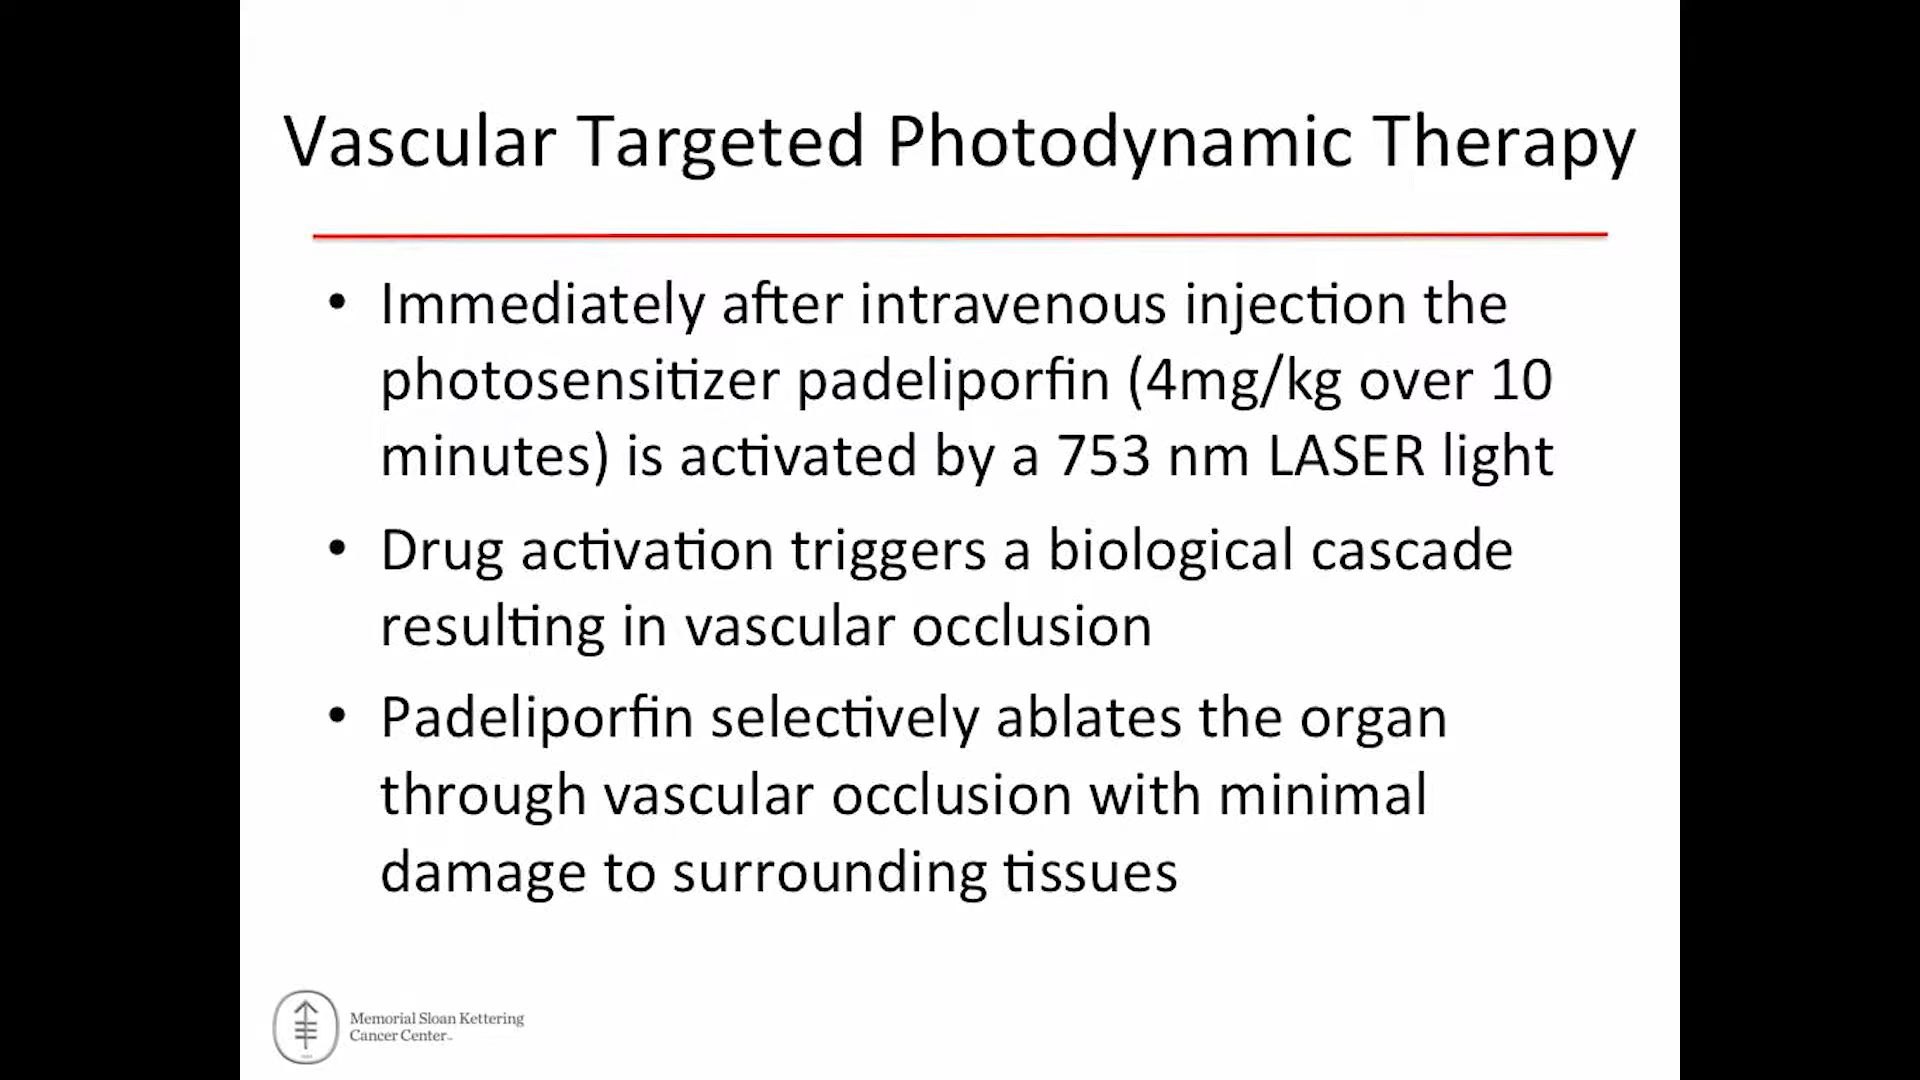 Vascular Targeted Photodynamic Therapy
• Immediately after intravenous injection the
photosensitizer padeliporfin (4mg/kg over 10
minutes) is activated by a 753 nm LASER light
• Drug activation triggers a biological cascade
resulting in vascular occlusion
• Padeliporfin selectively ablates the organ
through vascular occlusion with minimal
damage to surrounding tissues
Memorial Sloan Kettering
Cancer Center